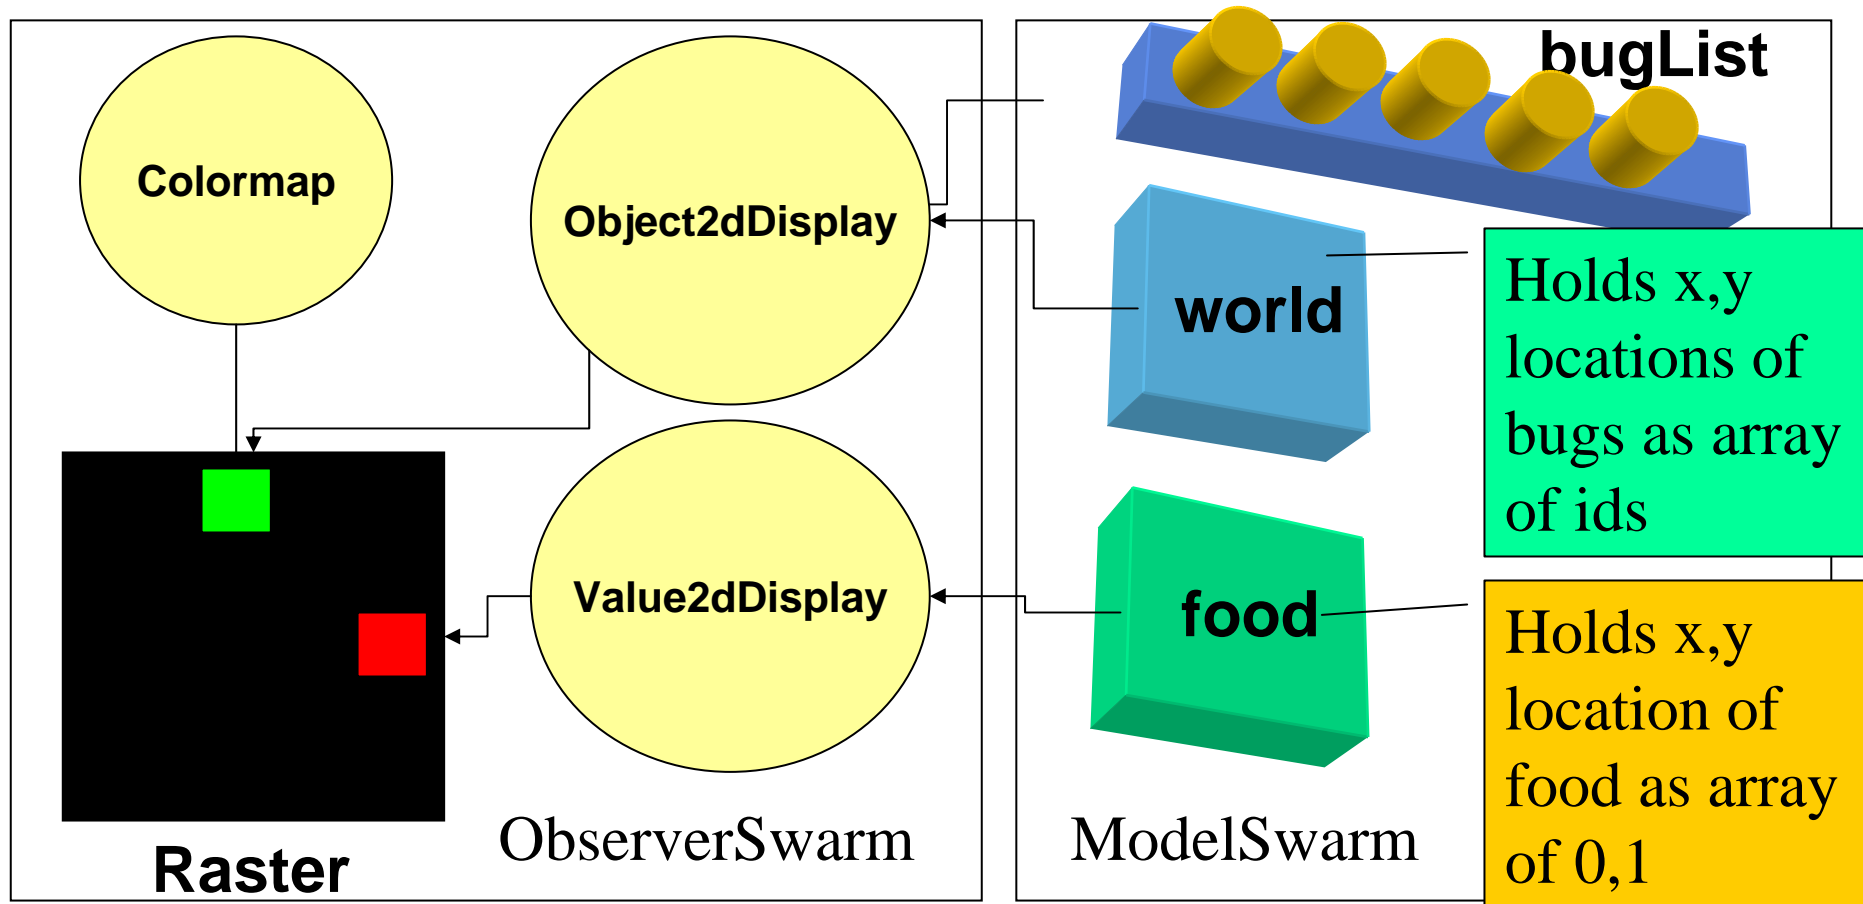 bugList
Colormap
Object2dDisplay
world
Holds x,y
locations of
bugs as array
of ids
Value2dDisplay
food
Holds x,y
location of
food as array
of 0,1
Raster
ObserverSwarm
ModelSwarm